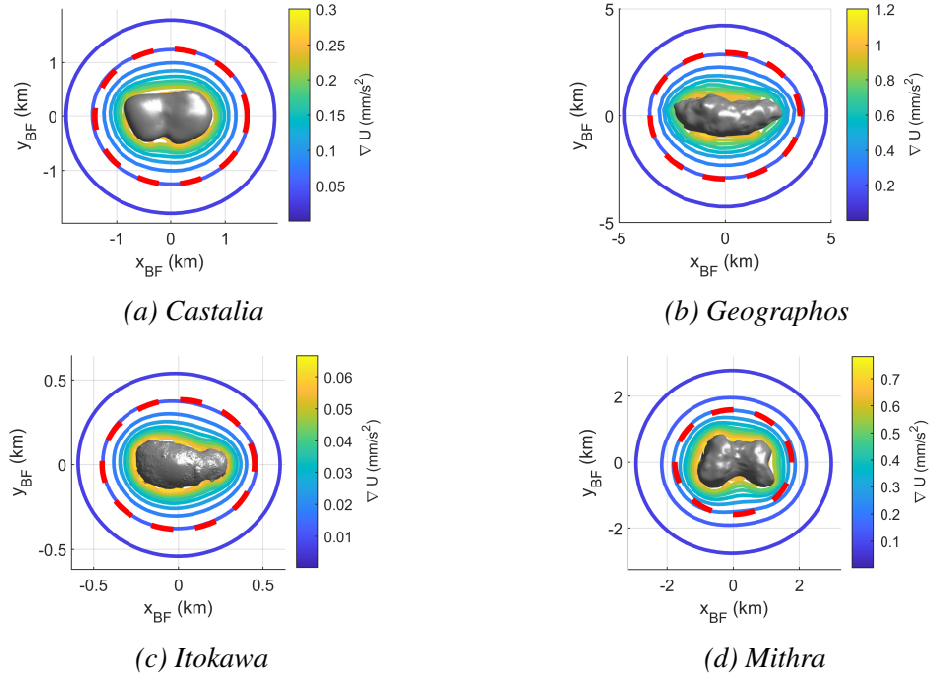 0.3
0.25
0.2
0.15
0.1
0.05
∇ U (mm/s²)
1
0
-1
y_BF (km)
-1 0 1
x_BF (km)
(a) Castalia
1.2
1
0.8
0.6
0.4
0.2
∇ U (mm/s²)
5
0
-5
y_BF (km)
-5 0 5
x_BF (km)
(b) Geographos
0.06
0.05
0.04
0.03
0.02
0.01
∇ U (mm/s²)
0.5
0
-0.5
y_BF (km)
-0.5 0 0.5
x_BF (km)
(c) Itokawa
0.7
0.6
0.5
0.4
0.3
0.2
0.1
∇ U (mm/s²)
2
0
-2
y_BF (km)
-2 0 2
x_BF (km)
(d) Mithra